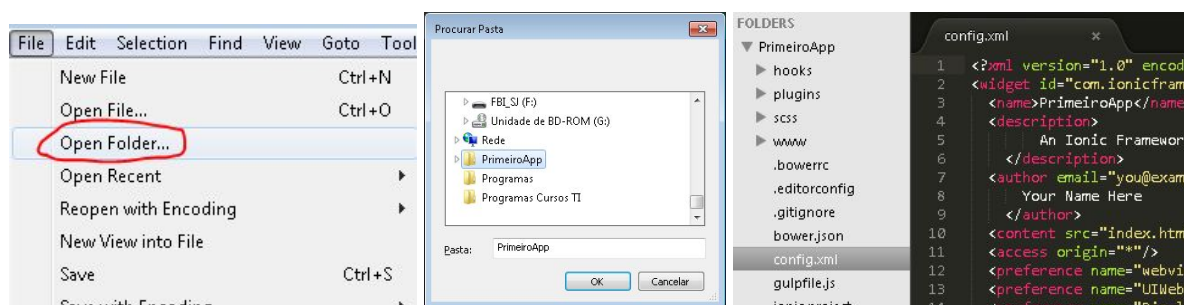 File Edit Selection Find View Goto Tool
New File Ctrl+N
Open File... Ctrl+O
Open Folder...
Open Recent
Reopen with Encoding
New View into File
Save Ctrl+S
Procurar Pasta
FBI_SJ (F:)
Unidade de BD-ROM (G:)
Rede
PrimeiroApp
Programas
Programas Cursos TI
Pasta: PrimeiroApp
OK Cancelar
FOLDERS
PrimeiroApp
hooks
plugins
scss
www
.bowerrc
.editorconfig
.gitignore
bower.json
config.xml
gulpfile.js
config.xml ×
1 <?xml version="1.0" encod
2 <widget id="com.ionicfram
3 <name>PrimeiroApp</name
4 <description>
5 An Ionic Framewor
6 </description>
7 <author email="you@exam
8 Your Name Here
9 </author>
10 <content src="index.htm
11 <access origin="*"/>
12 <preference name="webvi
13 <preference name="UIWeb